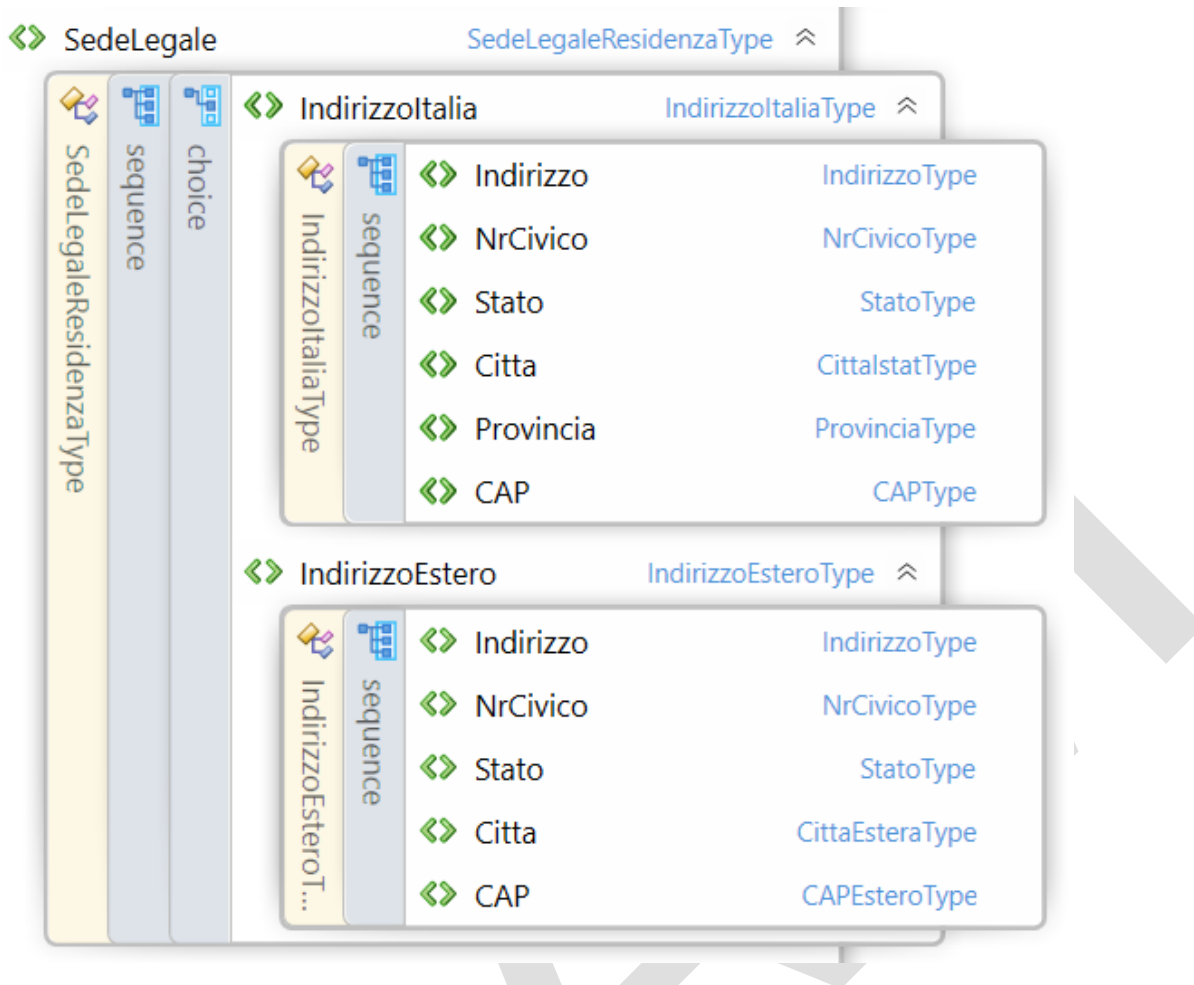 SedeLegale SedeLegaleResidenzaType
SedeLegaleResidenzaType
sequence
choice
IndirizzoItalia IndirizzoItaliaType
IndirizzoItaliaType
sequence
Indirizzo IndirizzoType
NrCivico NrCivicoType
Stato StatoType
Citta CittaIstatType
Provincia ProvinciaType
CAP CAPType
IndirizzoEstero IndirizzoEsteroType
IndirizzoEsteroT...
sequence
Indirizzo IndirizzoType
NrCivico NrCivicoType
Stato StatoType
Citta CittaEsteraType
CAP CAPEsteroType